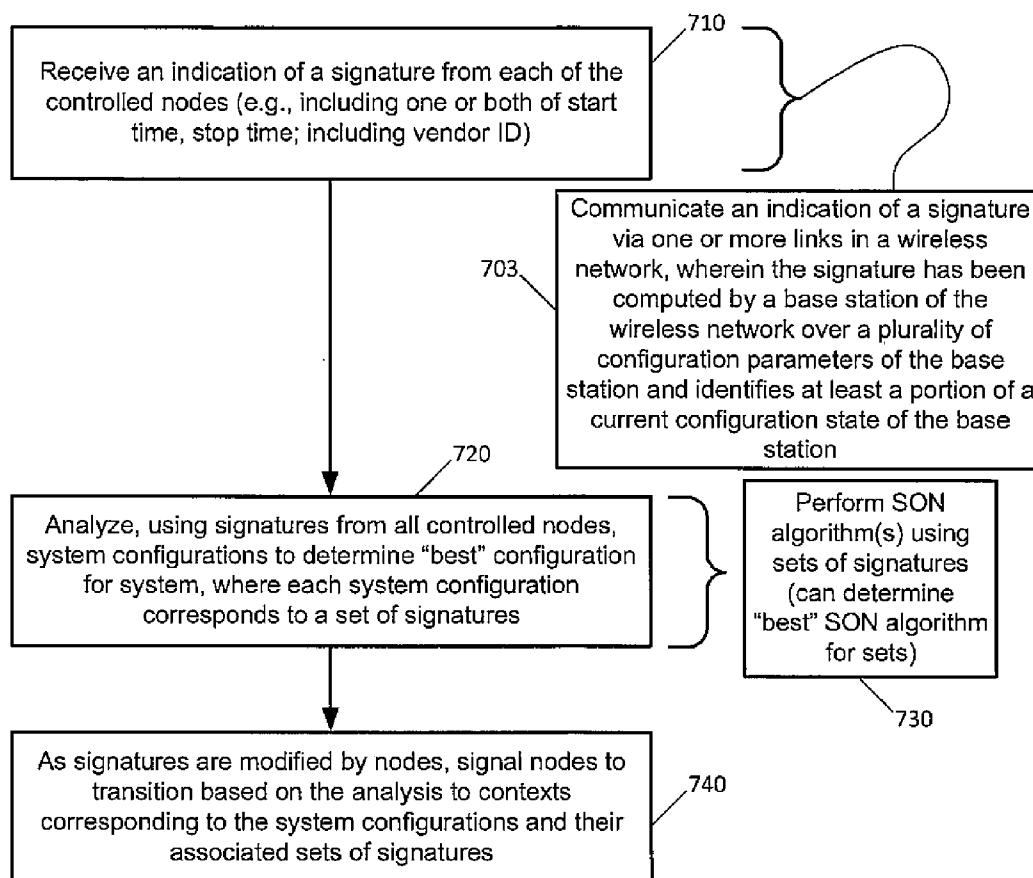 710
Receive an indication of a signature from each of the
controlled nodes (e.g., including one or both of start
time, stop time; including vendor ID)
703
Communicate an indication of a signature
via one or more links in a wireless
network, wherein the signature has been
computed by a base station of the
wireless network over a plurality of
configuration parameters of the base
station and identifies at least a portion of a
current configuration state of the base
station
720
Analyze, using signatures from all controlled nodes,
system configurations to determine “best” configuration
for system, where each system configuration
corresponds to a set of signatures
Perform SON
algorithm(s) using
sets of signatures
(can determine
“best” SON algorithm
for sets)
730
As signatures are modified by nodes, signal nodes to
transition based on the analysis to contexts
corresponding to the system configurations and their
associated sets of signatures
740